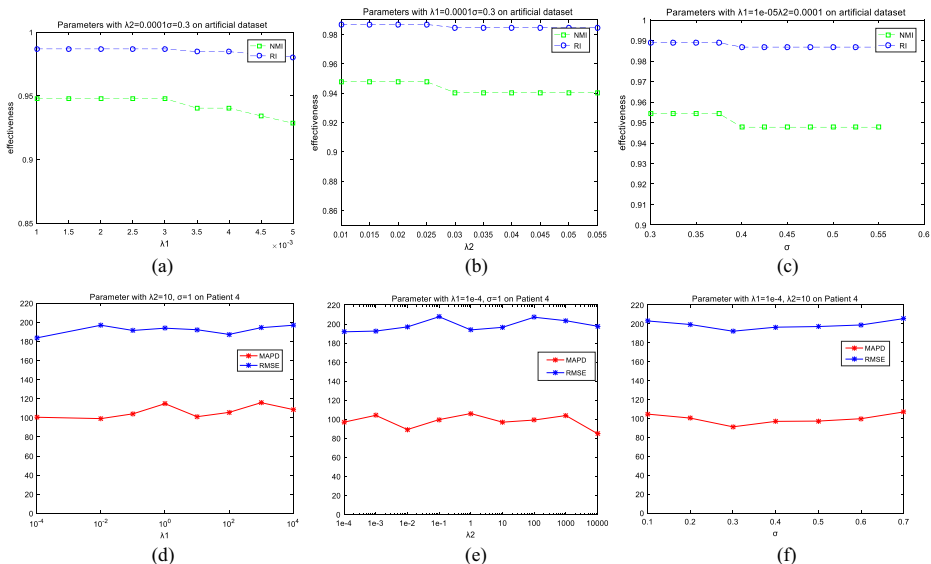 Parameters with λ2=0.0001σ=0.3 on artificial dataset
1
0.95
0.9
0.85
effectiveness
NMI
RI
1 1.5 2 2.5 3 3.5 4 4.5 5
×10⁻³
λ1
(a)
Parameters with λ1=0.0001σ=0.3 on artificial dataset
0.98
0.96
0.94
0.92
0.9
0.88
0.86
effectiveness
NMI
RI
0.01 0.015 0.02 0.025 0.03 0.035 0.04 0.045 0.05 0.055
λ2
(b)
Parameters with λ1=1e-05λ2=0.0001 on artificial dataset
1
0.99
0.98
0.97
0.96
0.95
0.94
0.93
0.92
0.91
0.9
effectiveness
NMI
RI
0.3 0.35 0.4 0.45 0.5 0.55 0.6
σ
(c)
Parameter with λ2=10, σ=1 on Patient 4
220
200
180
160
140
120
100
80
60
40
20
0
MAPD
RMSE
10⁻⁴ 10⁻² 10⁰ 10² 10⁴
λ1
(d)
Parameter with λ1=1e-4, σ=1 on Patient 4
220
200
180
160
140
120
100
80
60
40
20
0
MAPD
RMSE
1e-4 1e-3 1e-2 1e-1 1 10 100 1000 10000
λ2
(e)
Parameter with λ1=1e-4, λ2=10 on Patient 4
220
200
180
160
140
120
100
80
60
40
20
0
MAPD
RMSE
0.1 0.2 0.3 0.4 0.5 0.6 0.7
σ
(f)